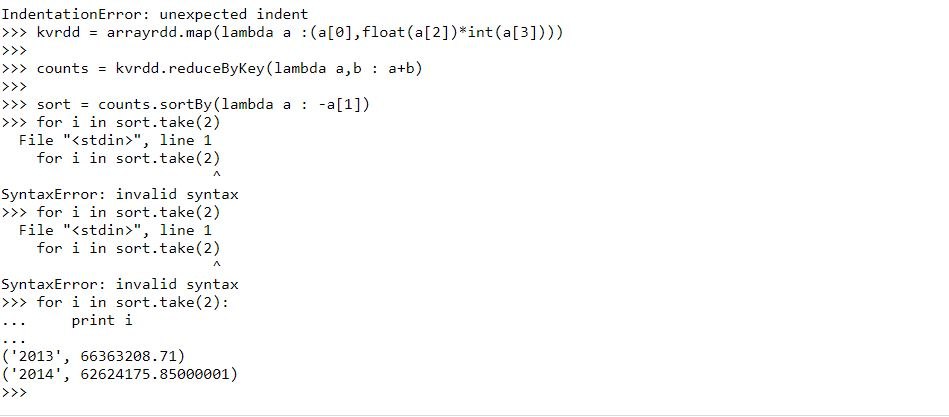 IndentationError: unexpected indent
>>> kvrdd = arrayrdd.map(lambda a :(a[0],float(a[2])*int(a[3])))
>>>
>>> counts = kvrdd.reduceByKey(lambda a,b : a+b)
>>>
>>> sort = counts.sortBy(lambda a : -a[1])
>>> for i in sort.take(2)
  File "<stdin>", line 1
    for i in sort.take(2)
                        ^
SyntaxError: invalid syntax
>>> for i in sort.take(2)
  File "<stdin>", line 1
    for i in sort.take(2)
                        ^
SyntaxError: invalid syntax
>>> for i in sort.take(2):
...     print i
...
('2013', 66363208.71)
('2014', 62624175.85000001)
>>>